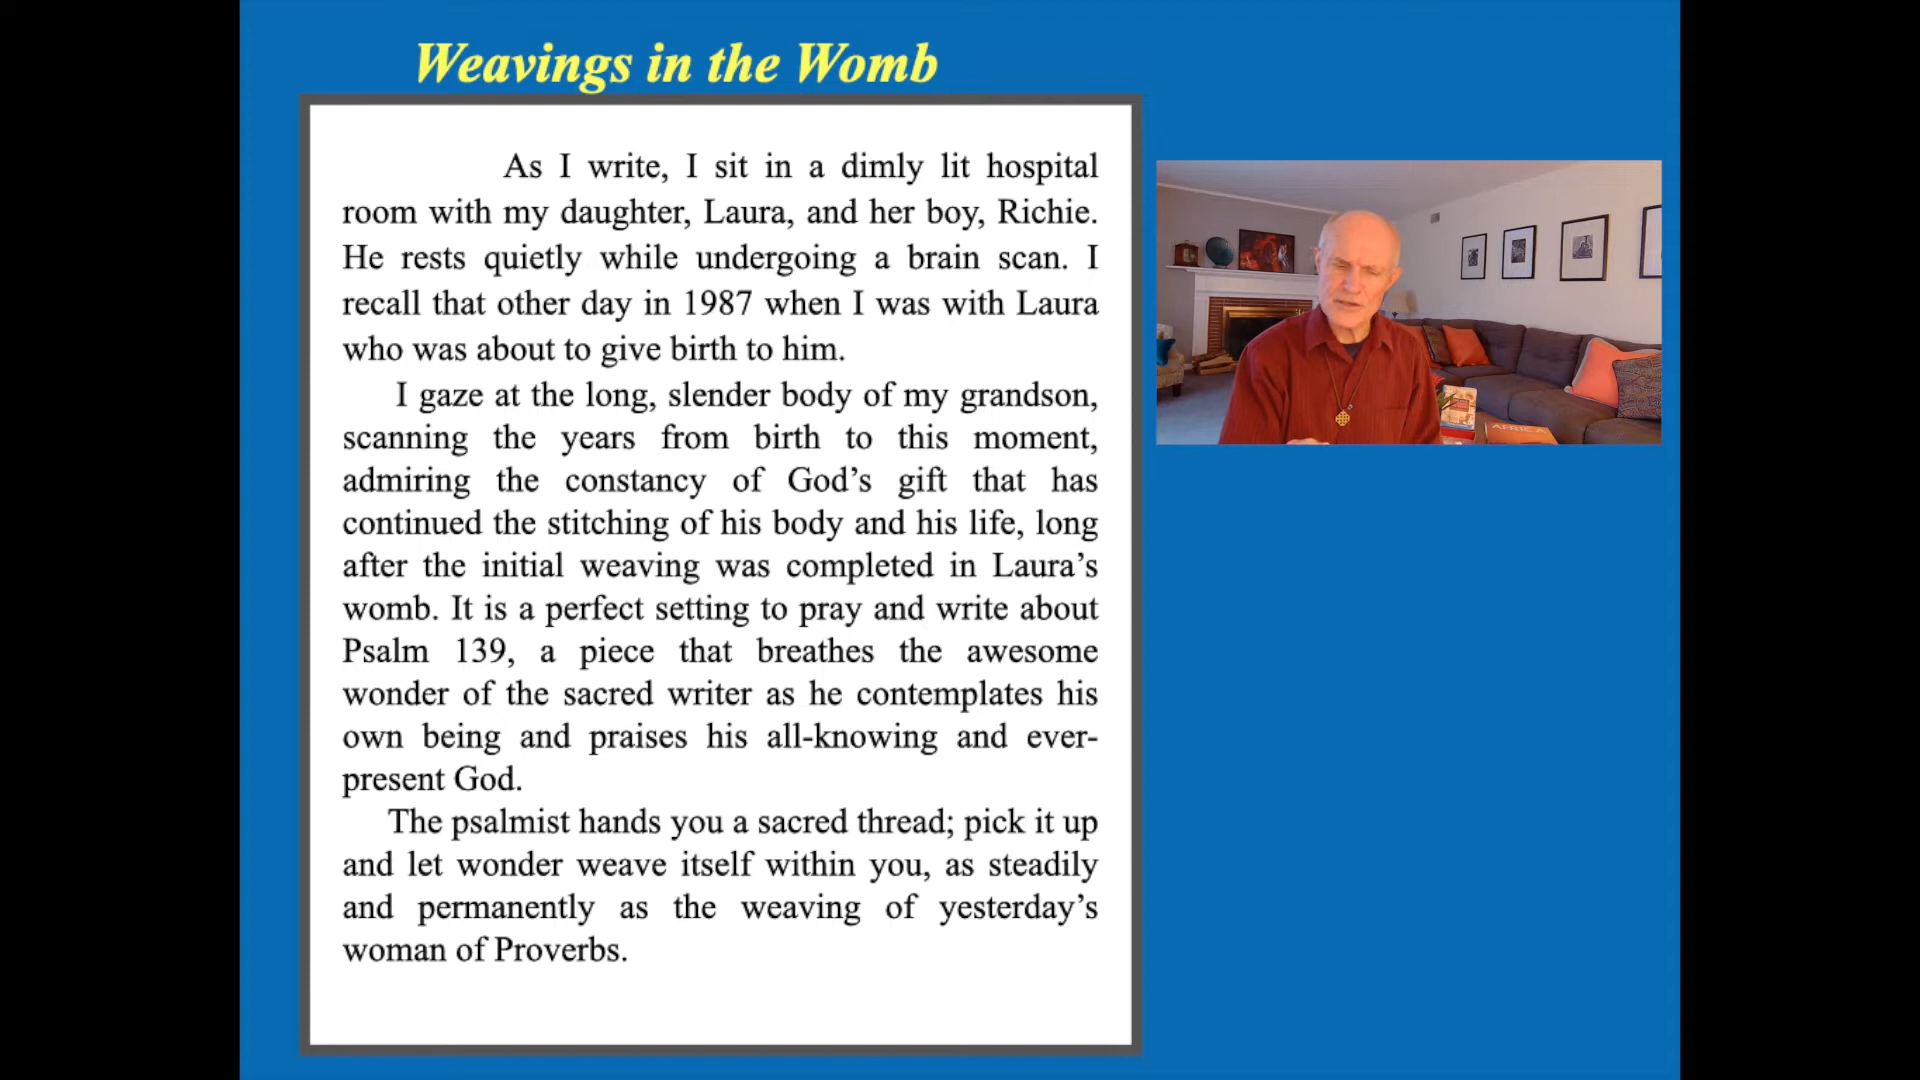 Weavings in the Womb
As I write, I sit in a dimly lit hospital
room with my daughter, Laura, and her boy, Richie.
He rests quietly while undergoing a brain scan. I
recall that other day in 1987 when I was with Laura
who was about to give birth to him.
I gaze at the long, slender body of my grandson,
scanning the years from birth to this moment,
admiring the constancy of God’s gift that has
continued the stitching of his body and his life, long
after the initial weaving was completed in Laura’s
womb. It is a perfect setting to pray and write about
Psalm 139, a piece that breathes the awesome
wonder of the sacred writer as he contemplates his
own being and praises his all-knowing and ever-
present God.
The psalmist hands you a sacred thread; pick it up
and let wonder weave itself within you, as steadily
and permanently as the weaving of yesterday’s
woman of Proverbs.
AFRICA